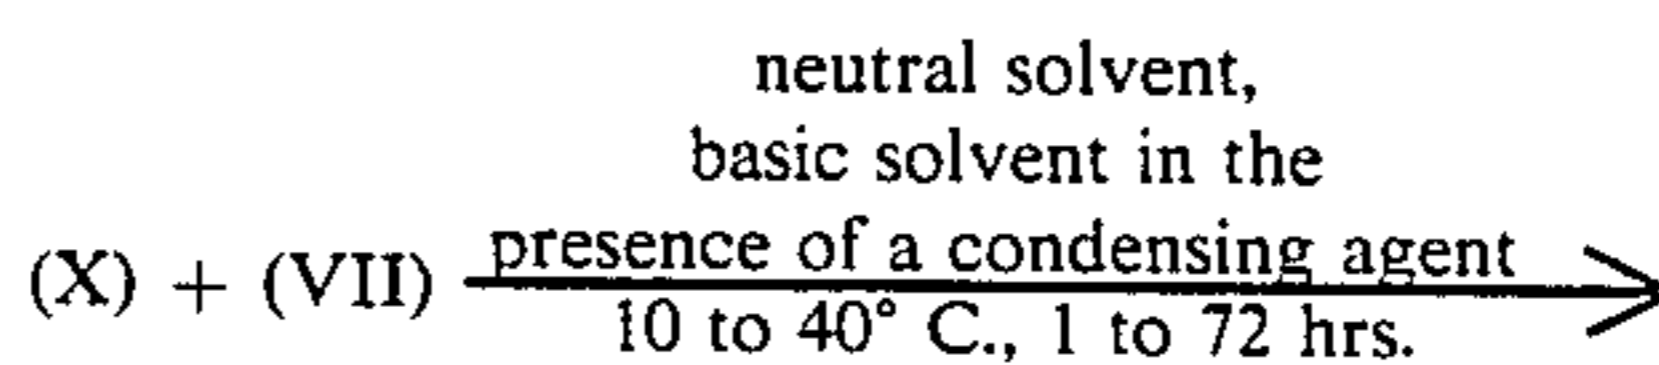 neutral solvent,
basic solvent in the
presence of a condensing agent
(X) + (VII)
10 to 40° C., 1 to 72 hrs.